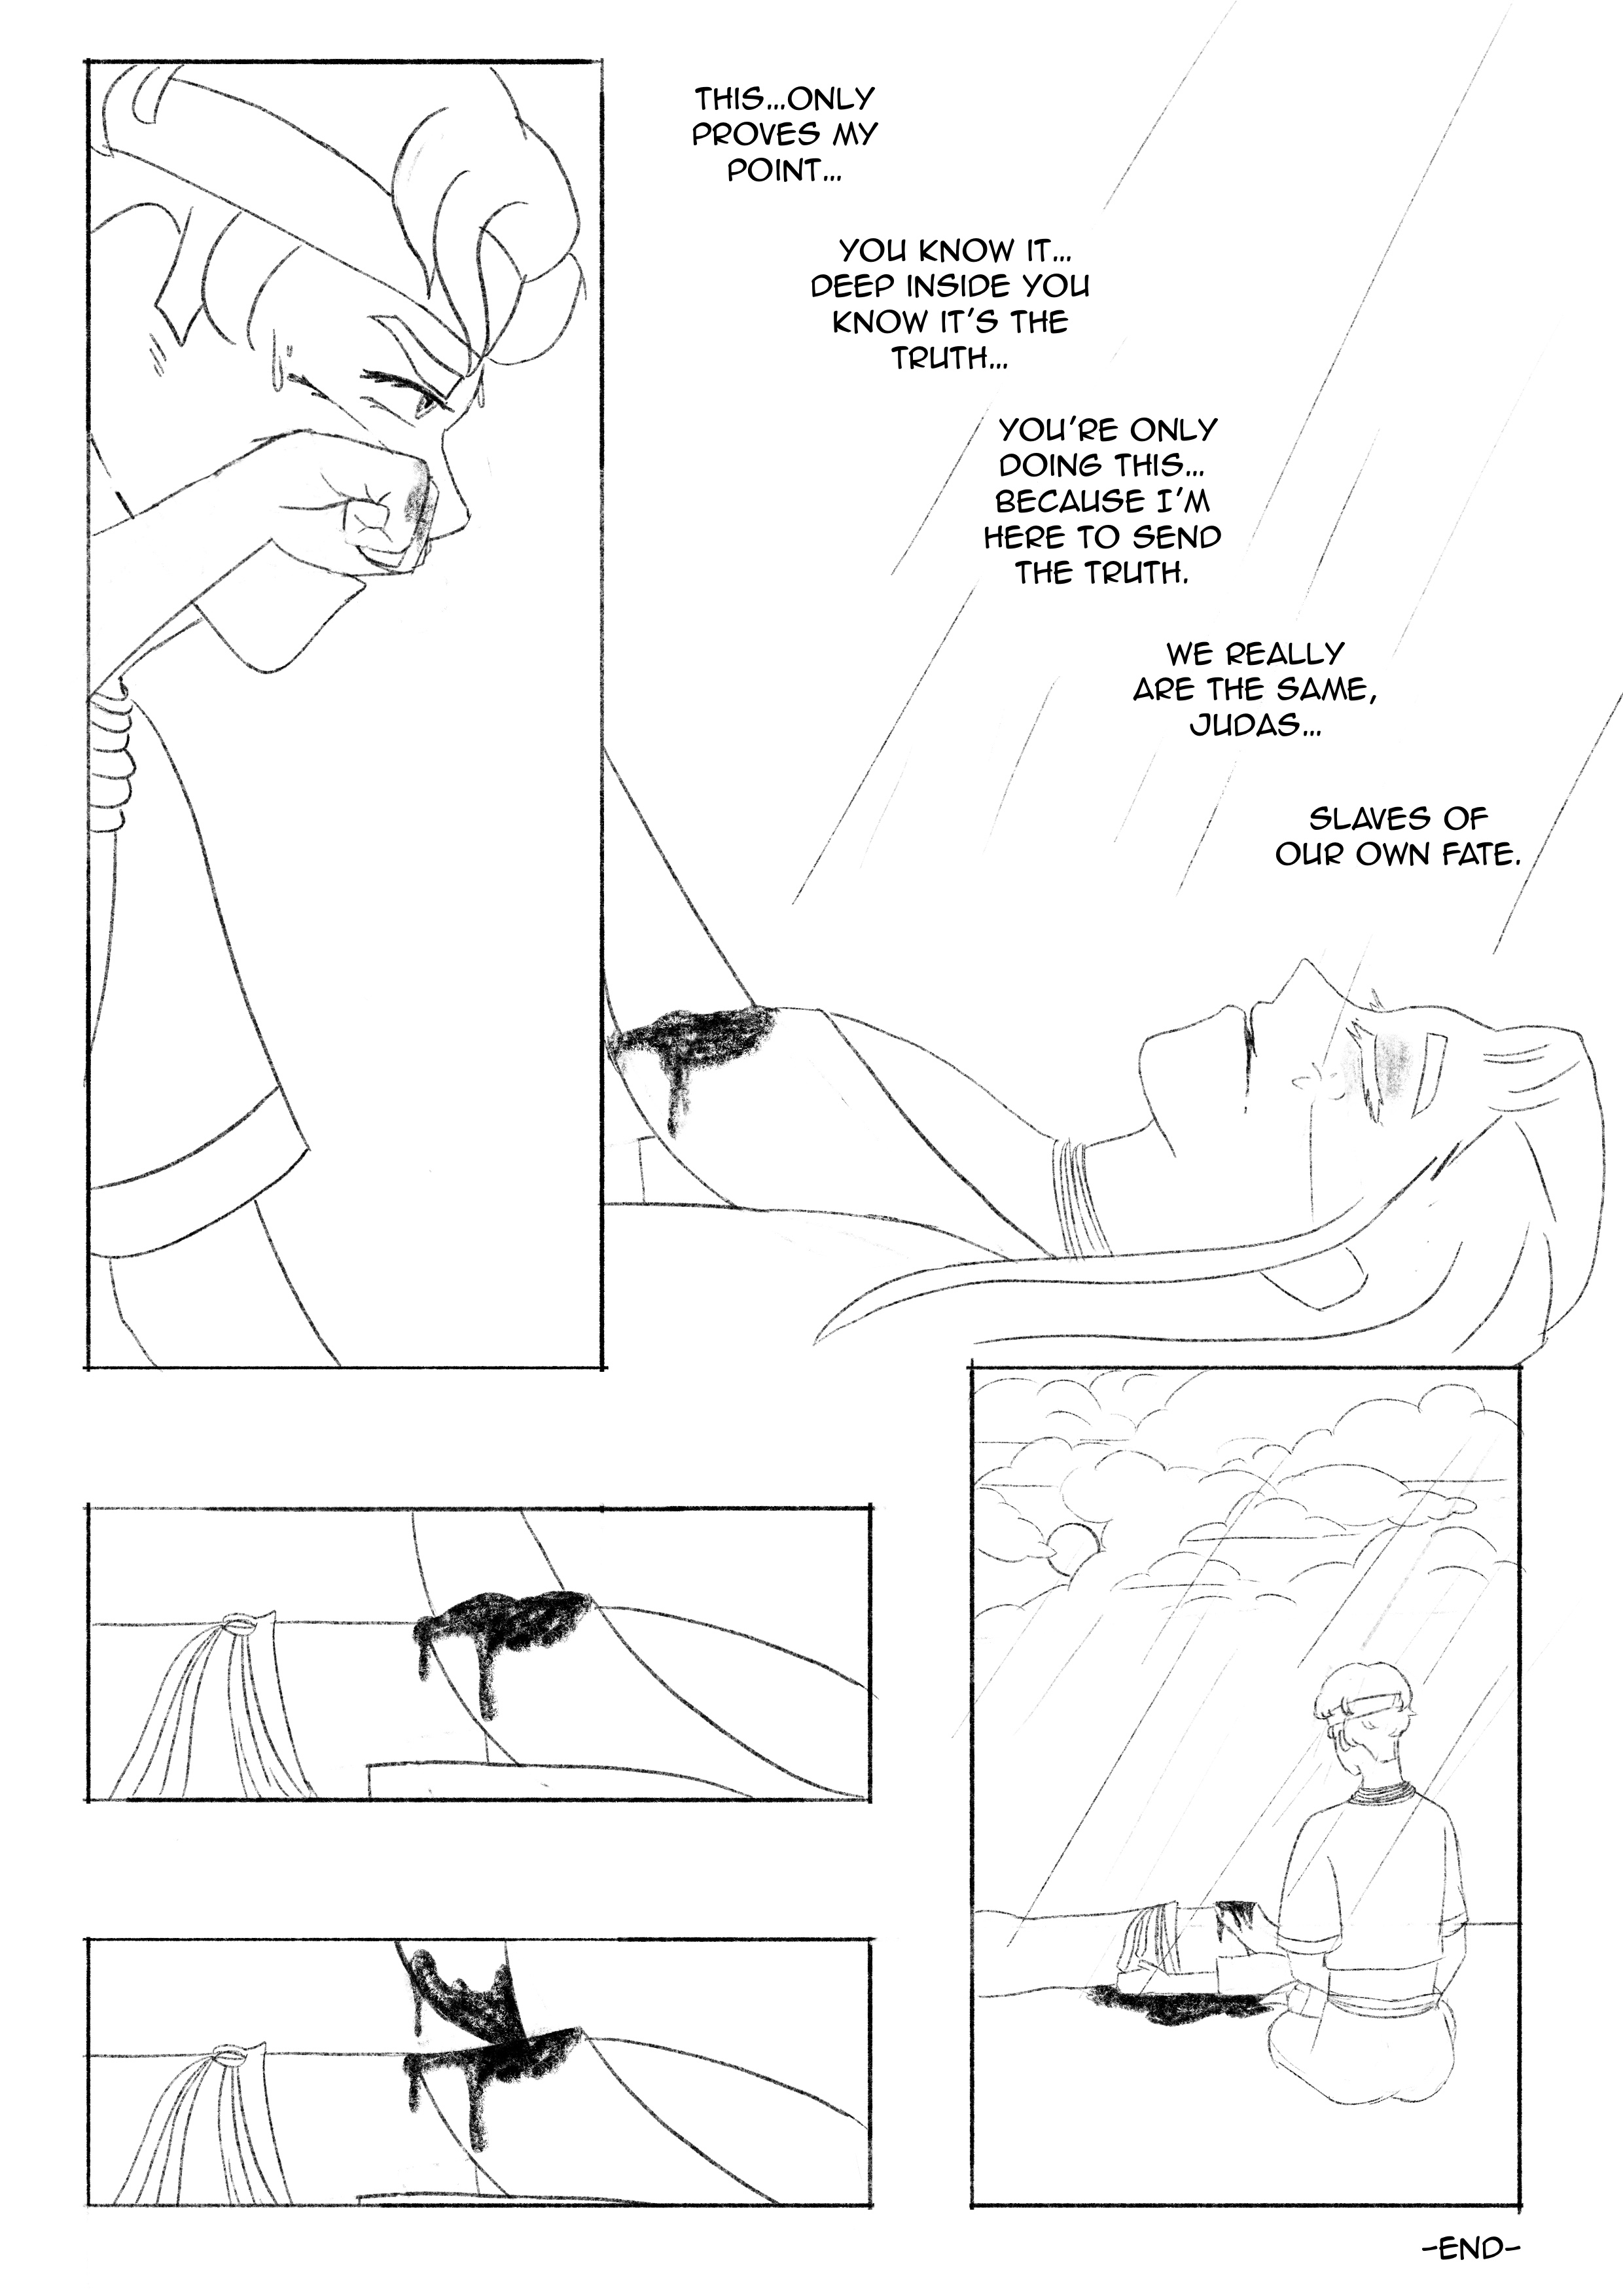 THIS...ONLY
PROVES MY
POINT...
YOU KNOW IT...
DEEP INSIDE YOU
KNOW IT'S THE
TRUTH...
YOU'RE ONLY
DOING THIS...
BECAUSE I'M
HERE TO SEND
THE TRUTH.
WE REALLY
ARE THE SAME,
JUDAS...
SLAVES OF
OUR OWN FATE.
-END-